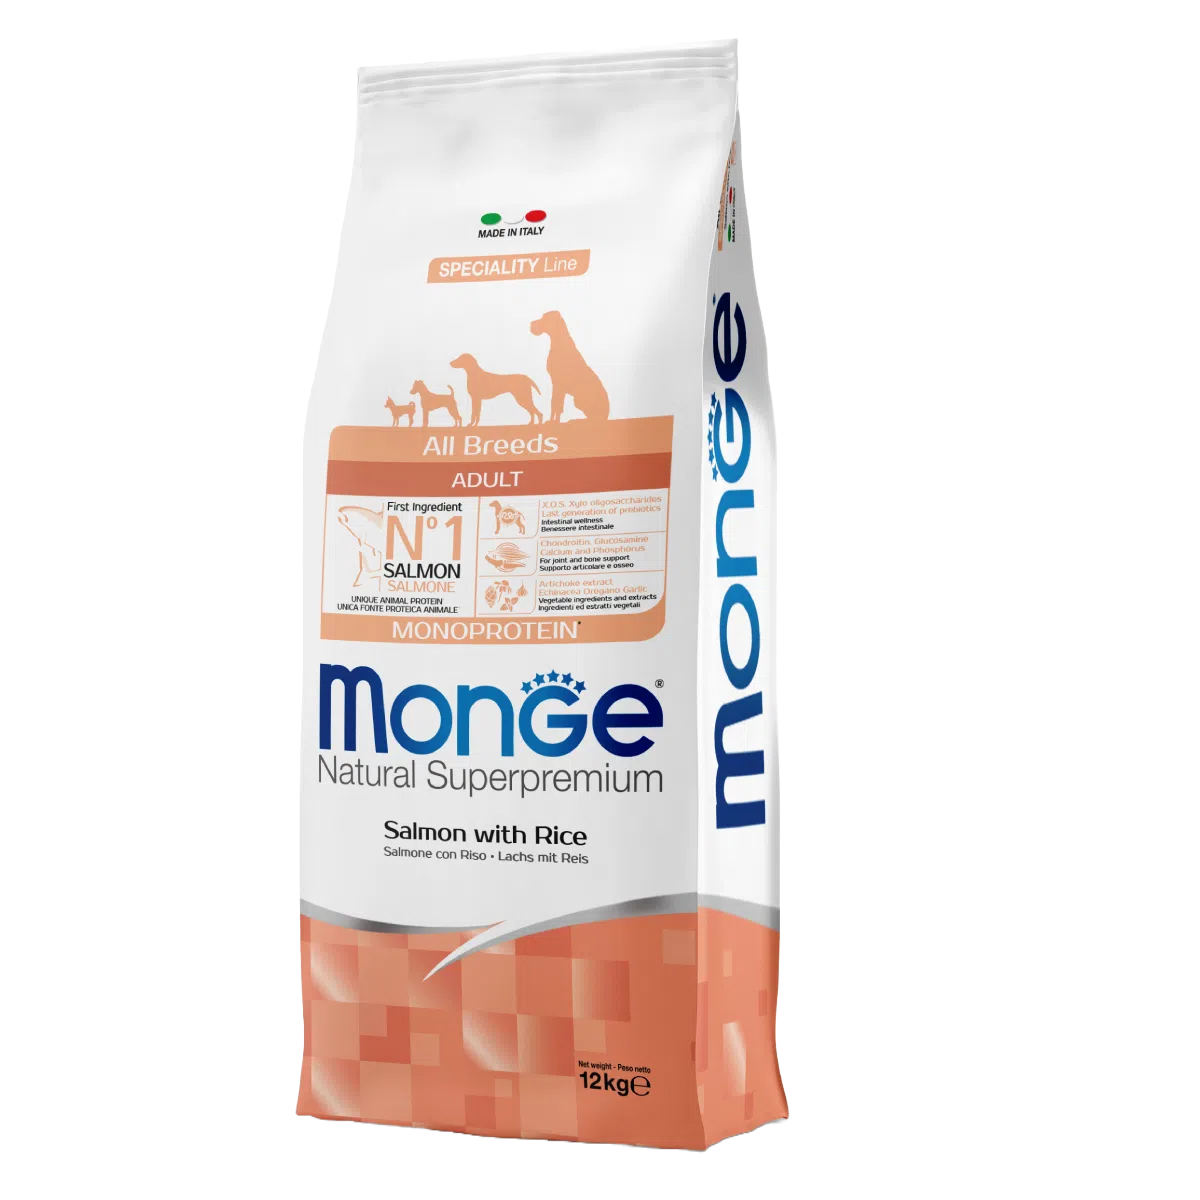 MADE IN ITALY
SPECIALITY Line
All Breeds
ADULT
First Ingredient
N°1
SALMON
SALMONE
UNIQUE ANIMAL PROTEIN
UNICA FONTE PROTEICA ANIMALE
X.O.S. Xylo oligosaccharides
Last generation of prebiotics
Intestinal wellness
Benessere intestinale
Chondroitin, Glucosamine
Calcium and Phosphorus
For joint and bone support
Supporto articolare e osseo
Artichoke extract
Echinacea Oregano Garlic
Vegetable ingredients and extracts
Ingredienti ed estratti vegetali
MONOPROTEIN*
monGe®
Natural Superpremium
Salmon with Rice
Salmone con Riso • Lachs mit Reis
Net weight - Peso netto
12kg℮
monGe